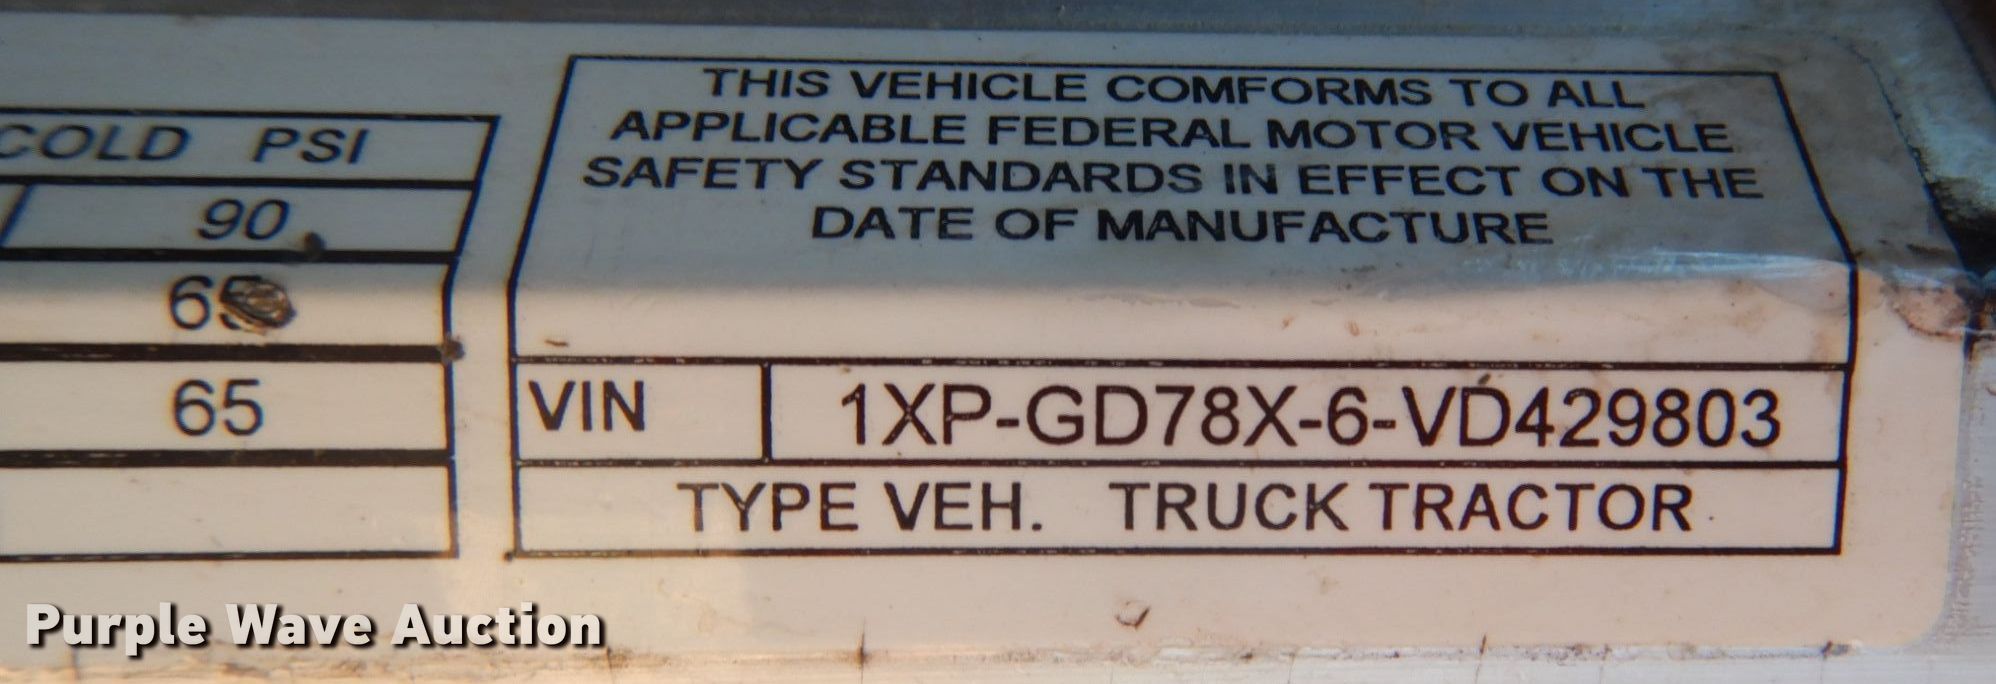 COLD PSI
90
65
65
THIS VEHICLE COMFORMS TO ALL
APPLICABLE FEDERAL MOTOR VEHICLE
SAFETY STANDARDS IN EFFECT ON THE
DATE OF MANUFACTURE
VIN 1XP-GD78X-6-VD429803
TYPE VEH. TRUCK TRACTOR
Purple Wave Auction